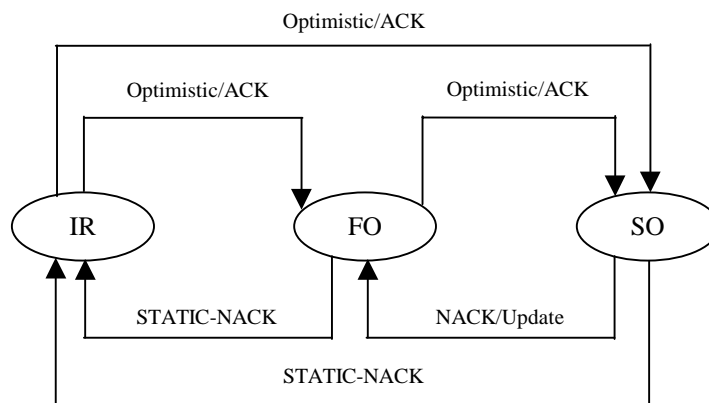 Optimistic/ACK
Optimistic/ACK
Optimistic/ACK
IR
FO
SO
STATIC-NACK
NACK/Update
STATIC-NACK